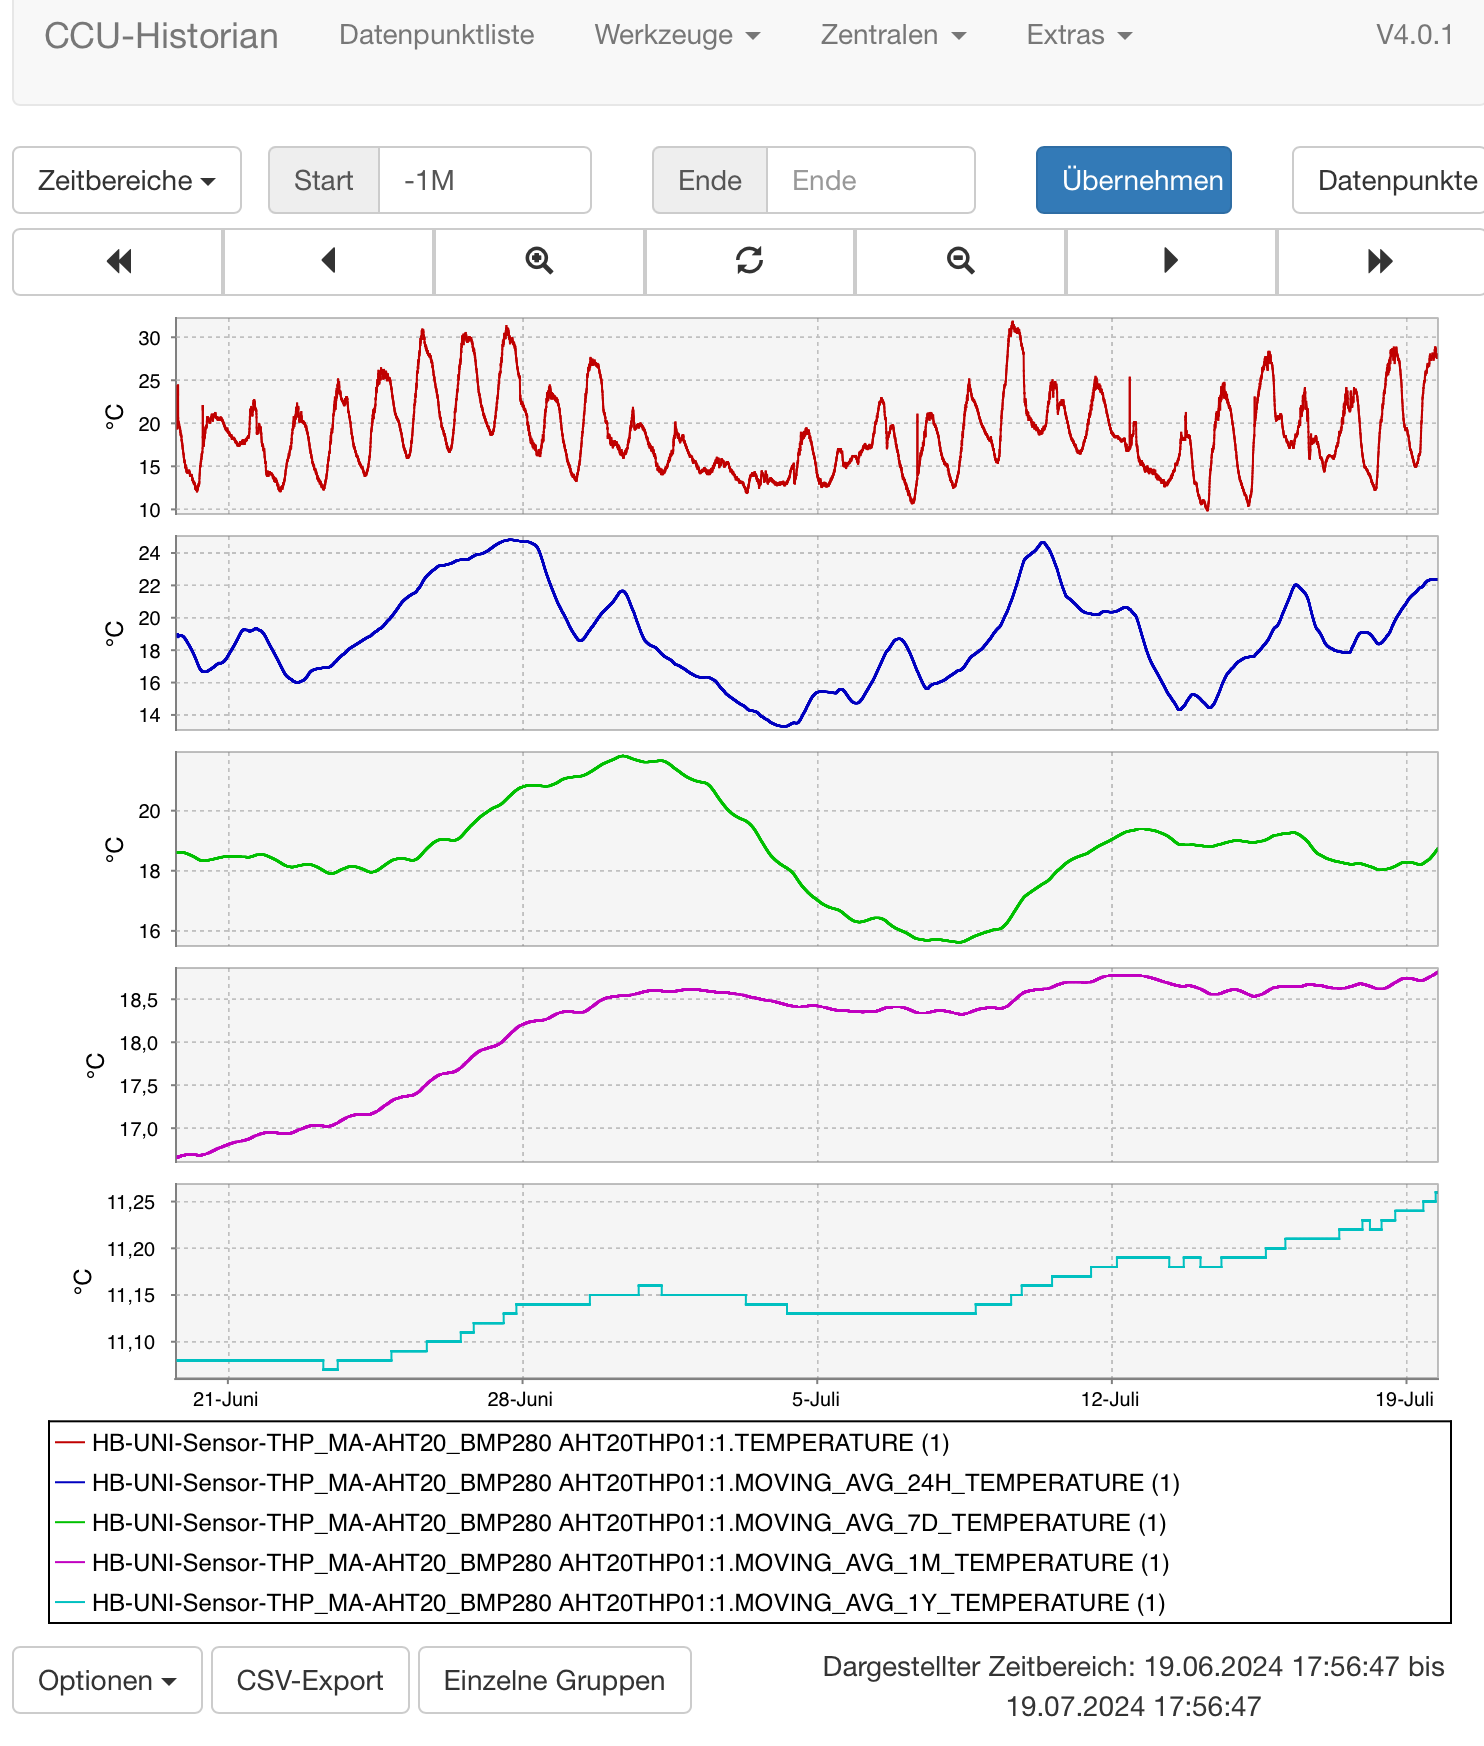 CCU-Historian Datenpunktliste Werkzeuge Zentralen Extras V4.0.1
Zeitbereiche Start -1M Ende Ende Übernehmen Datenpunkte
30
25
20
15
10
°C
24
22
20
18
16
14
°C
20
18
16
°C
18,5
18,0
17,5
17,0
°C
11,25
11,20
11,15
11,10
°C
21-Juni 28-Juni 5-Juli 12-Juli 19-Juli
HB-UNI-Sensor-THP_MA-AHT20_BMP280 AHT20THP01:1.TEMPERATURE (1)
HB-UNI-Sensor-THP_MA-AHT20_BMP280 AHT20THP01:1.MOVING_AVG_24H_TEMPERATURE (1)
HB-UNI-Sensor-THP_MA-AHT20_BMP280 AHT20THP01:1.MOVING_AVG_7D_TEMPERATURE (1)
HB-UNI-Sensor-THP_MA-AHT20_BMP280 AHT20THP01:1.MOVING_AVG_1M_TEMPERATURE (1)
HB-UNI-Sensor-THP_MA-AHT20_BMP280 AHT20THP01:1.MOVING_AVG_1Y_TEMPERATURE (1)
Optionen CSV-Export Einzelne Gruppen
Dargestellter Zeitbereich: 19.06.2024 17:56:47 bis
19.07.2024 17:56:47